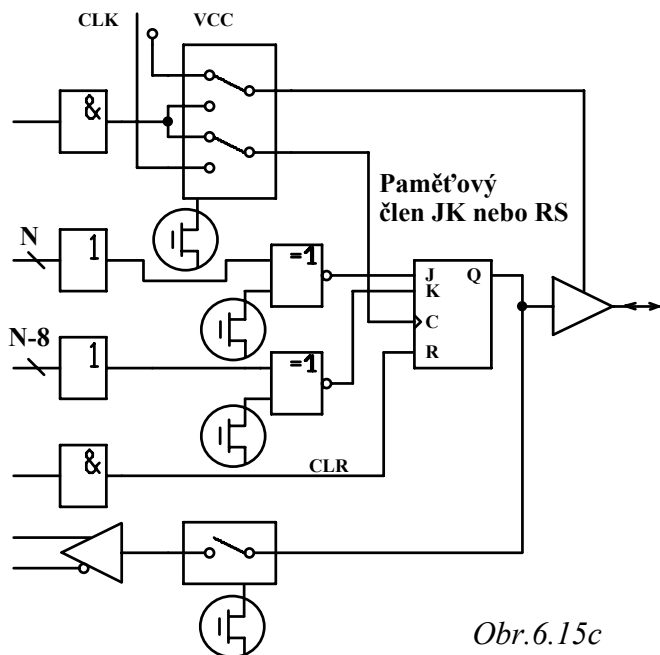 CLK VCC
&
Paměťový
člen JK nebo RS
N
1
=1
J Q
K
C
R
N-8
1
=1
&
CLR
Obr.6.15c